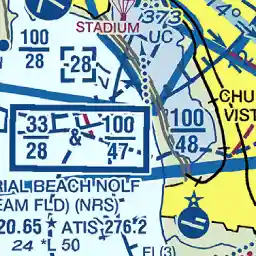 373
STADIUM
UC
100
28
28
CHU
VIST
33
28
&
100
47
100
48
RIAL BEACH NOLF
EAM FLD) (NRS)
20.65 ★ ATIS 276.2
24 *L 50